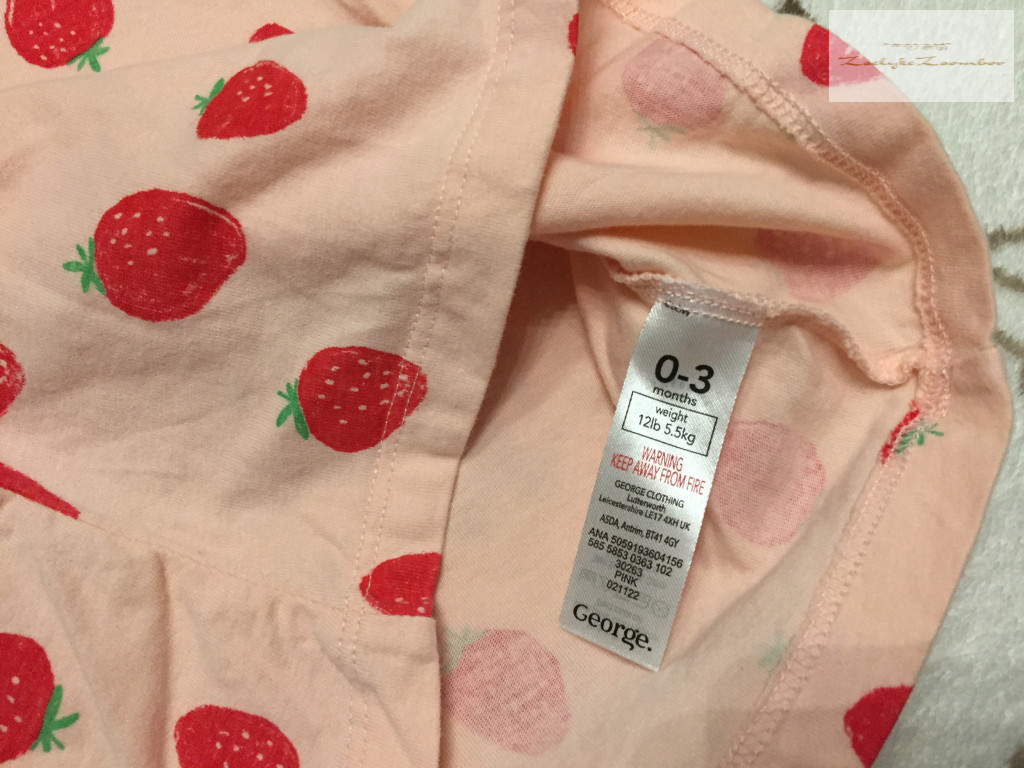 0-3
months
weight
12lb 5.5kg
WARNING
KEEP AWAY FROM FIRE
GEORGE CLOTHING
Lutterworth
Leicestershire LE17 4XH UK
ASDA, Antrim, BT41 4GY
ANA 5059193604156
585 5853 0363 102
30263
PINK
021122
George.